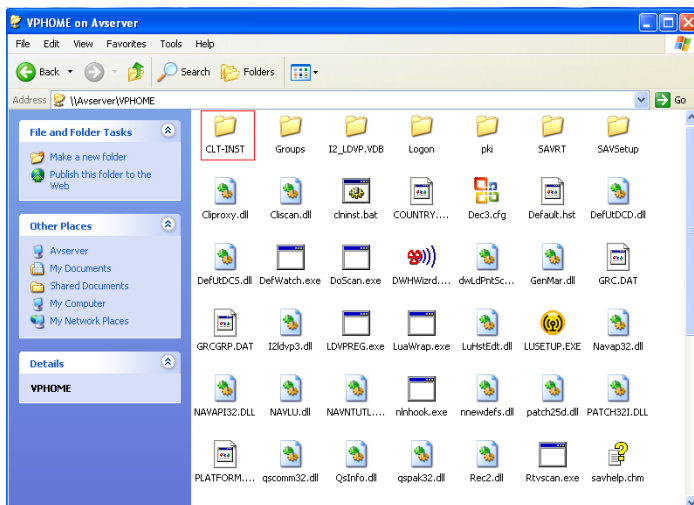 VPHOME on Avserver
File Edit View Favorites Tools Help
Back Search Folders
Address \\Avserver\VPHOME Go
File and Folder Tasks
Make a new folder
Publish this folder to the
Web
Other Places
Avserver
My Documents
Shared Documents
My Computer
My Network Places
Details
VPHOME
CLT-INST Groups I2_LDVP.VDB Logon pki SAVRT SAVSetup
Cliproxy.dll Cliscan.dll clninst.bat COUNTRY.... Dec3.cfg Default.hst DefUtDCD.dll
DefUtDCS.dll DefWatch.exe DoScan.exe DWHWizrd.... dwLdPntSc... GenMar.dll GRC.DAT
GRCGRP.DAT I2ldvp3.dll LDVPREG.exe LuaWrap.exe LuHstEdt.dll LUSETUP.EXE Navap32.dll
NAVAPI32.DLL NAVLU.dll NAVNTUTL.... nlnhook.exe nnewdefs.dll patch25d.dll PATCH32I.DLL
PLATFORM.... qscomm32.dll QsInfo.dll qspak32.dll Rec2.dll Rtvscan.exe savhelp.chm